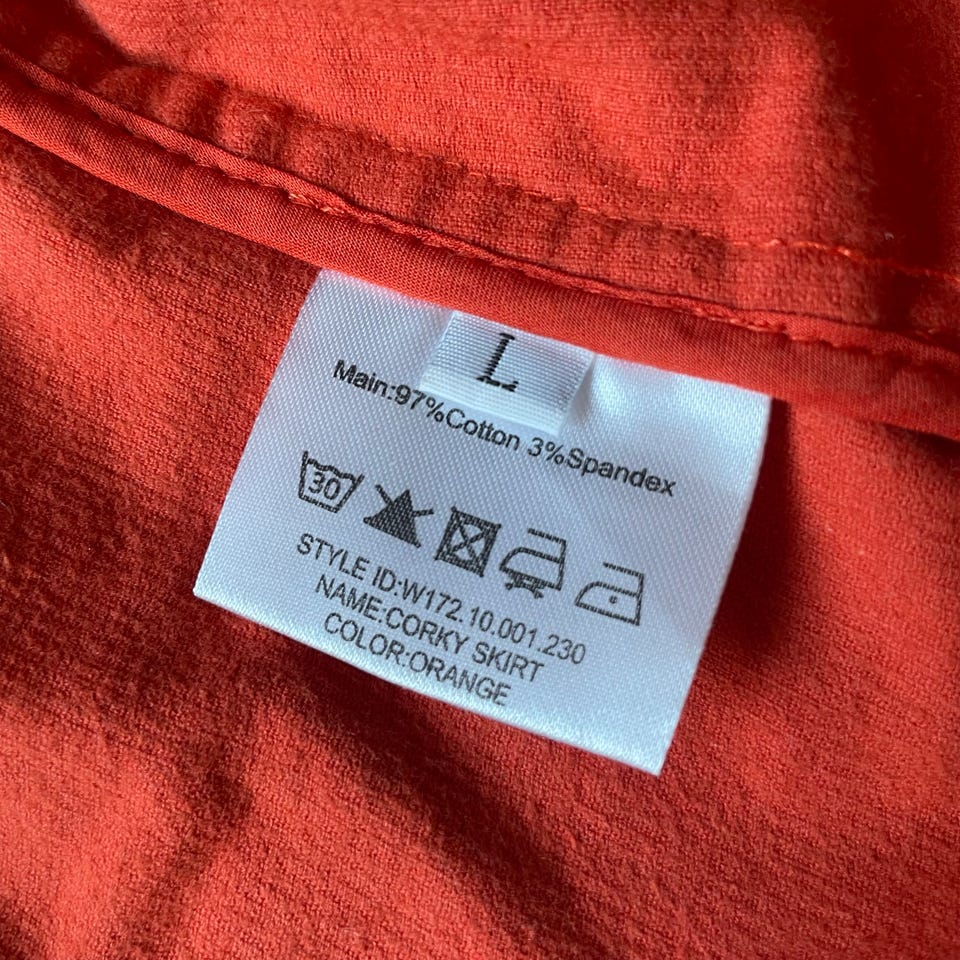 L
Main:97%Cotton 3%Spandex
30
STYLE ID:W172.10.001.230
NAME:CORKY SKIRT
COLOR:ORANGE